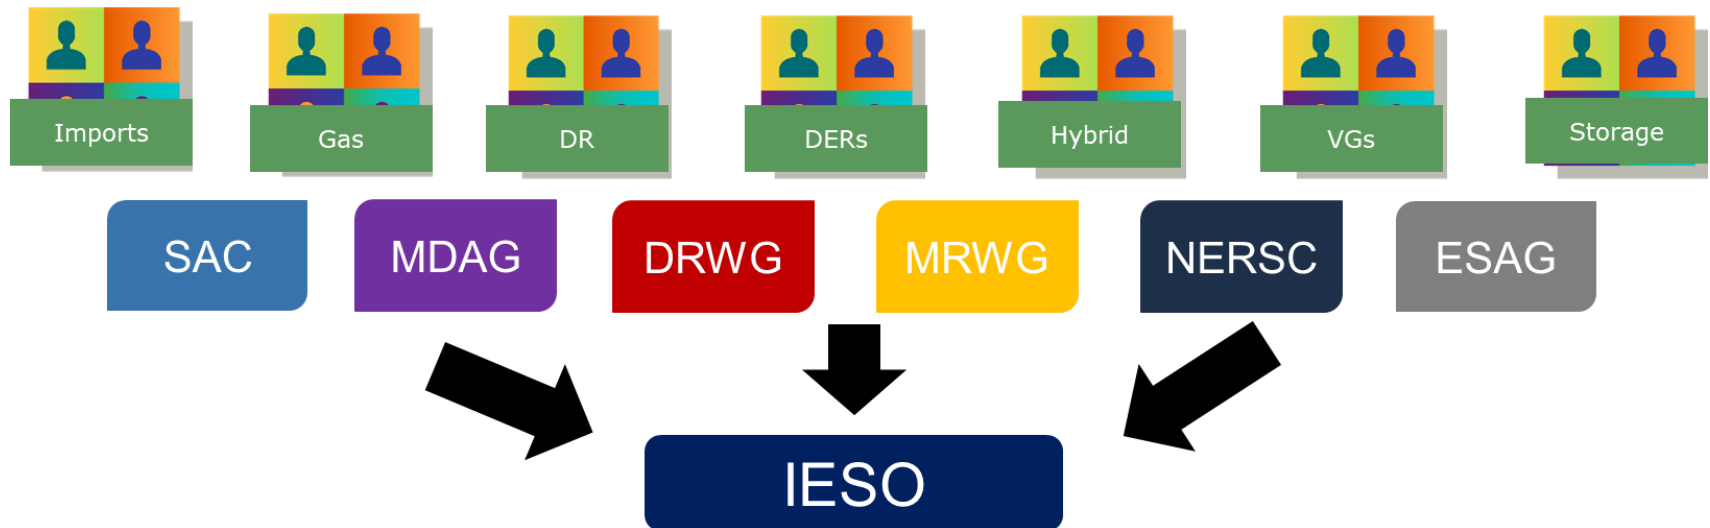 Imports
Gas
DR
DERs
Hybrid
VGs
Storage
SAC
MDAG
DRWG
MRWG
NERSC
ESAG
IESO